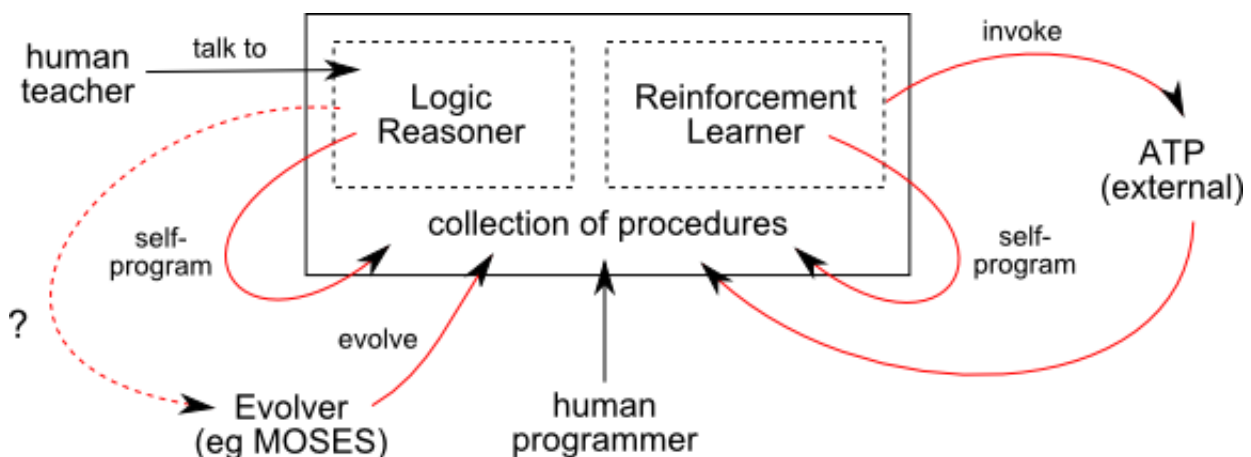 human
teacher
talk to
Logic
Reasoner
Reinforcement
Learner
invoke
ATP
(external)
collection of procedures
self-
program
self-
program
?
evolve
Evolver
(eg MOSES)
human
programmer